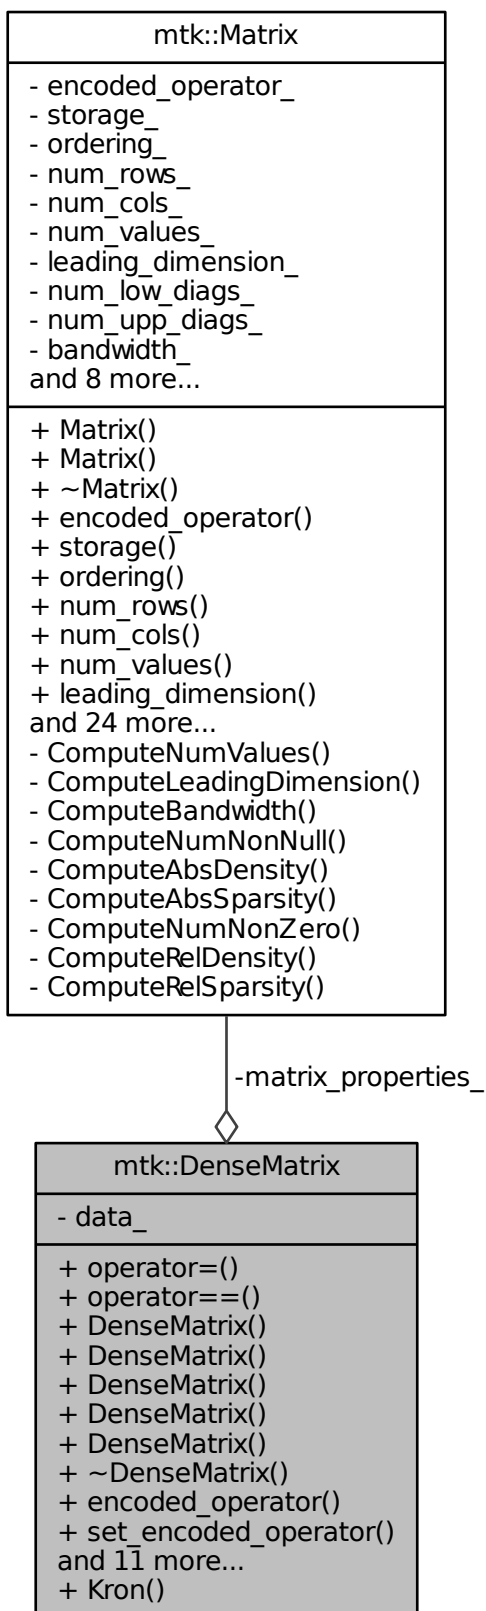 mtk::Matrix
- encoded_operator_
- storage_
- ordering_
- num_rows_
- num_cols_
- num_values_
- leading_dimension_
- num_low_diags_
- num_upp_diags_
- bandwidth_
and 8 more...
+ Matrix()
+ Matrix()
+ ~Matrix()
+ encoded_operator()
+ storage()
+ ordering()
+ num_rows()
+ num_cols()
+ num_values()
+ leading_dimension()
and 24 more...
- ComputeNumValues()
- ComputeLeadingDimension()
- ComputeBandwidth()
- ComputeNumNonNull()
- ComputeAbsDensity()
- ComputeAbsSparsity()
- ComputeNumNonZero()
- ComputeRelDensity()
- ComputeRelSparsity()
-matrix_properties_
mtk::DenseMatrix
- data_
+ operator=()
+ operator==()
+ DenseMatrix()
+ DenseMatrix()
+ DenseMatrix()
+ DenseMatrix()
+ DenseMatrix()
+ ~DenseMatrix()
+ encoded_operator()
+ set_encoded_operator()
and 11 more...
+ Kron()